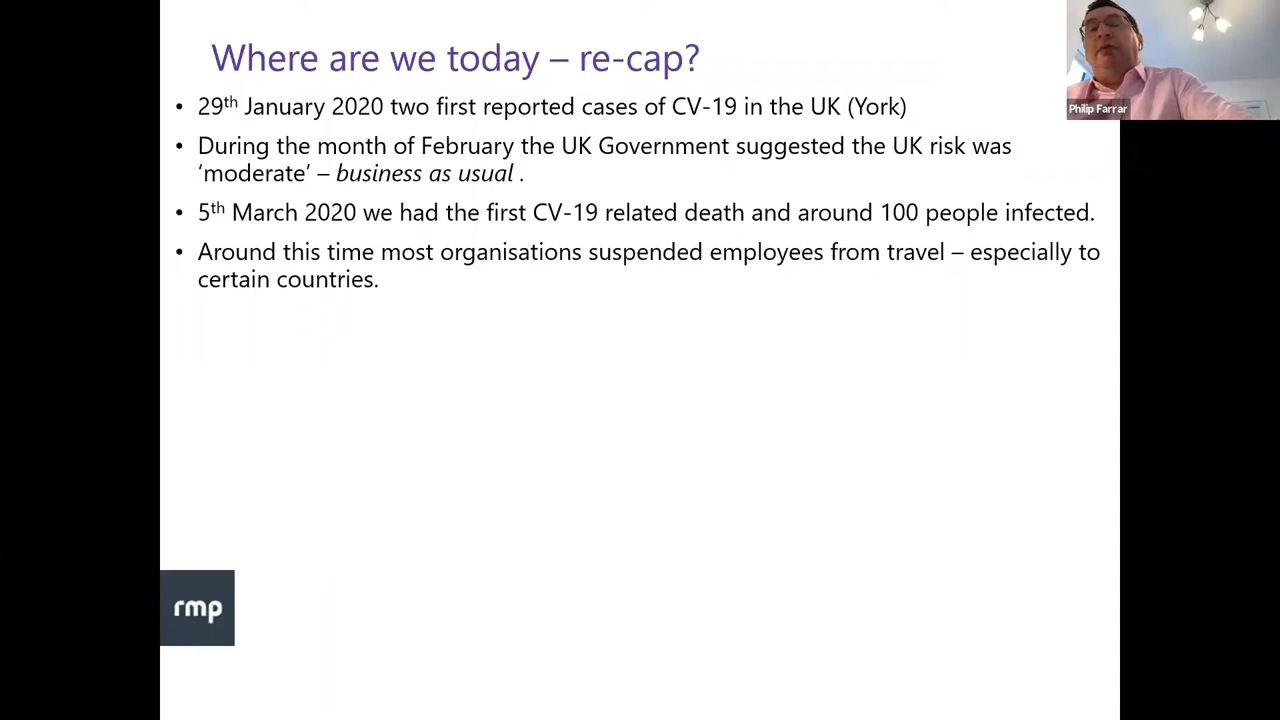 Where are we today – re-cap?
• 29th January 2020 two first reported cases of CV-19 in the UK (York)
• During the month of February the UK Government suggested the UK risk was
‘moderate’ – business as usual .
• 5th March 2020 we had the first CV-19 related death and around 100 people infected.
• Around this time most organisations suspended employees from travel – especially to
certain countries.
Philip Farrar
rmp